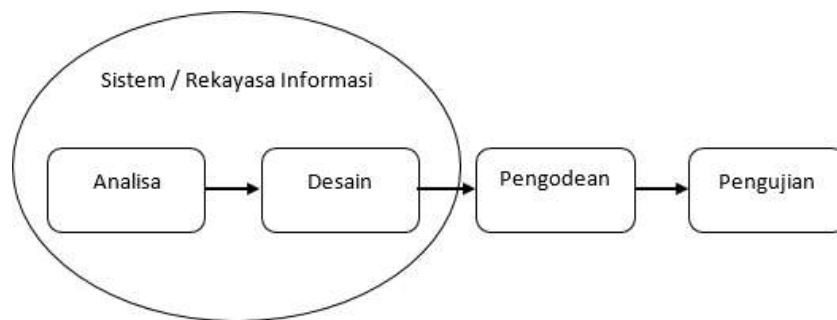 Sistem / Rekayasa Informasi
Analisa
Desain
Pengodean
Pengujian